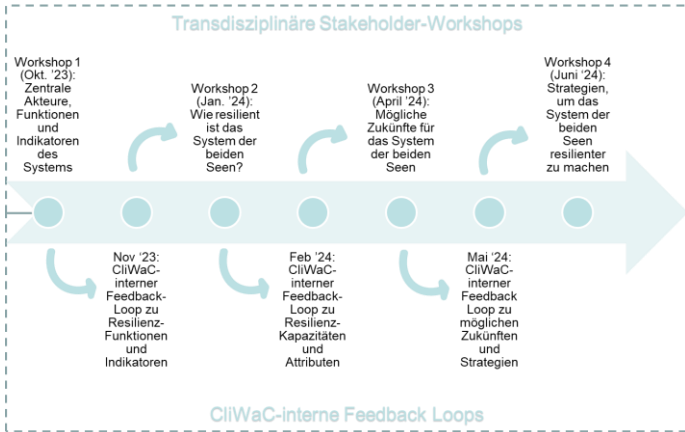 Transdisziplinäre Stakeholder-Workshops
Workshop 1
(Okt. '23):
Zentrale
Akteure,
Funktionen
und
Indikatoren
des
Systems
Workshop 2
(Jan. '24):
Wie resilient
ist das
System der
beiden
Seen?
Workshop 3
(April '24):
Mögliche
Zukünfte für
das System
der beiden
Seen
Workshop 4
(Juni '24):
Strategien,
um das
System der
beiden
Seen
resilienter
zu machen
Nov '23:
CliWaC-
interner
Feedback-
Loop zu
Resilienz-
Funktionen
und
Indikatoren
Feb '24:
CliWaC-
interner
Feedback-
Loop zu
Resilienz-
Kapazitäten
und
Attributen
Mai '24:
CliWaC-
interner
Feedback
Loop zu
möglichen
Zukünften
und
Strategien
CliWaC-interne Feedback Loops